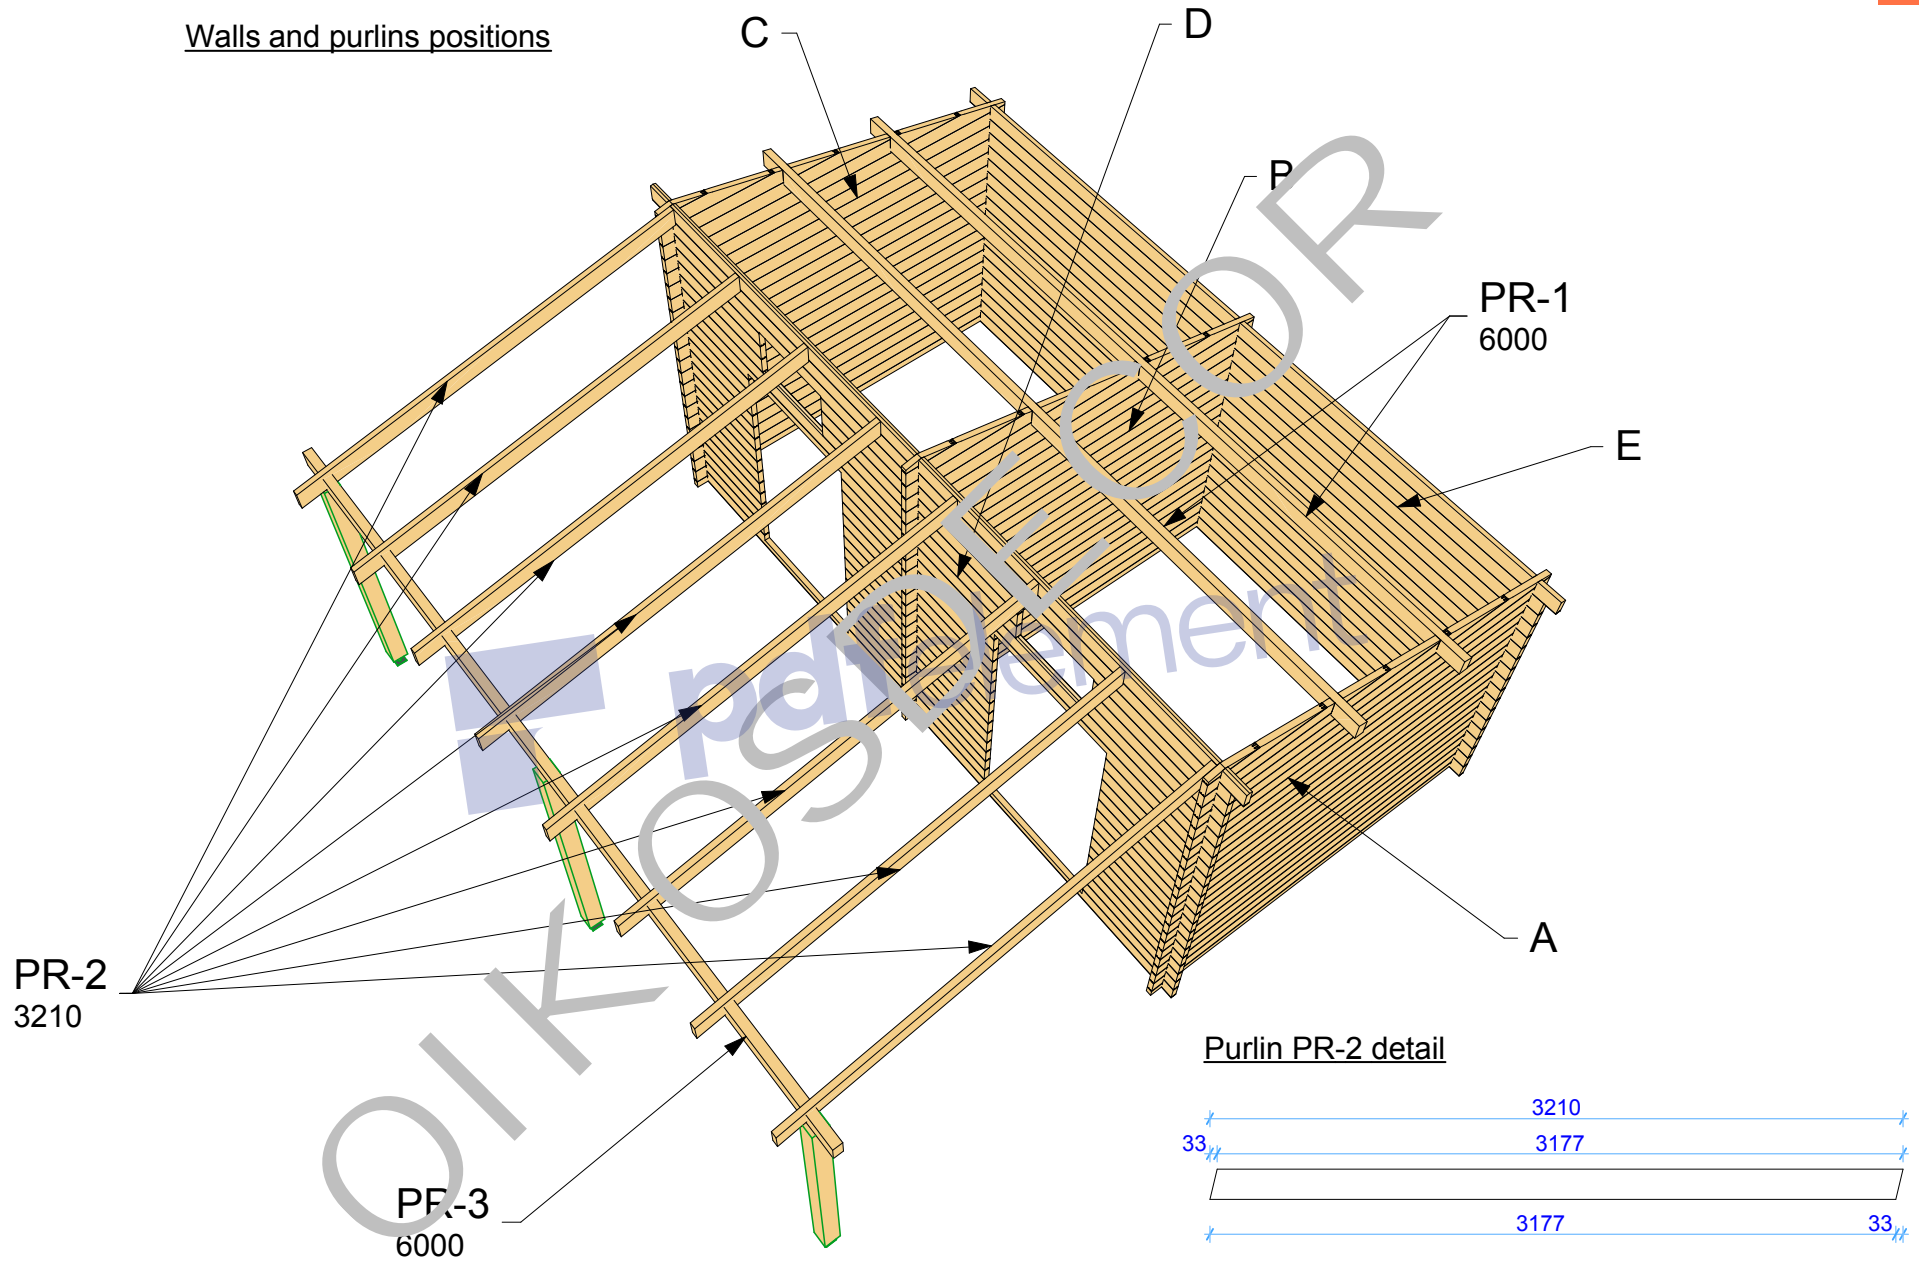 Walls and purlins positions
C
D
B
PR-1
6000
E
A
PR-2
3210
PR-3
6000
Purlin PR-2 detail
3210
33
3177
3177
33
OIKOSDECOR
pdfelement